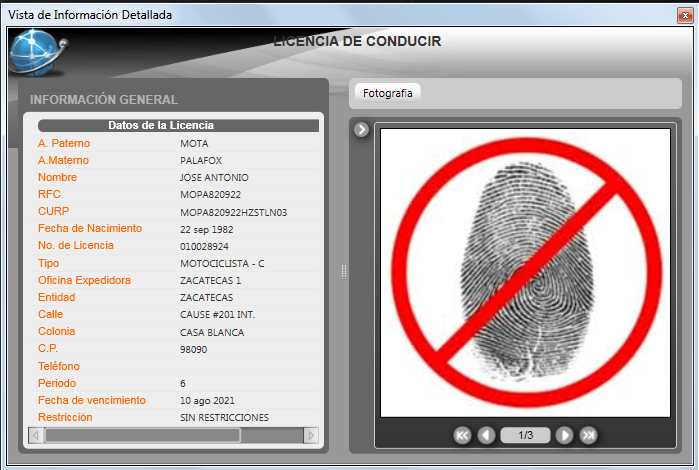 Vista de Información Detallada
LICENCIA DE CONDUCIR
INFORMACIÓN GENERAL
Datos de la Licencia
A. Paterno MOTA
A.Materno PALAFOX
Nombre JOSE ANTONIO
RFC MOPA820922
CURP MOPA820922HZSTLN03
Fecha de Nacimiento 22 sep 1982
No. de Licencia 010028924
Tipo MOTOCICLISTA - C
Oficina Expedidora ZACATECAS 1
Entidad ZACATECAS
Calle CAUSE #201 INT.
Colonia CASA BLANCA
C.P. 98090
Teléfono
Periodo 6
Fecha de vencimiento 10 ago 2021
Restricción SIN RESTRICCIONES
Fotografía
1/3